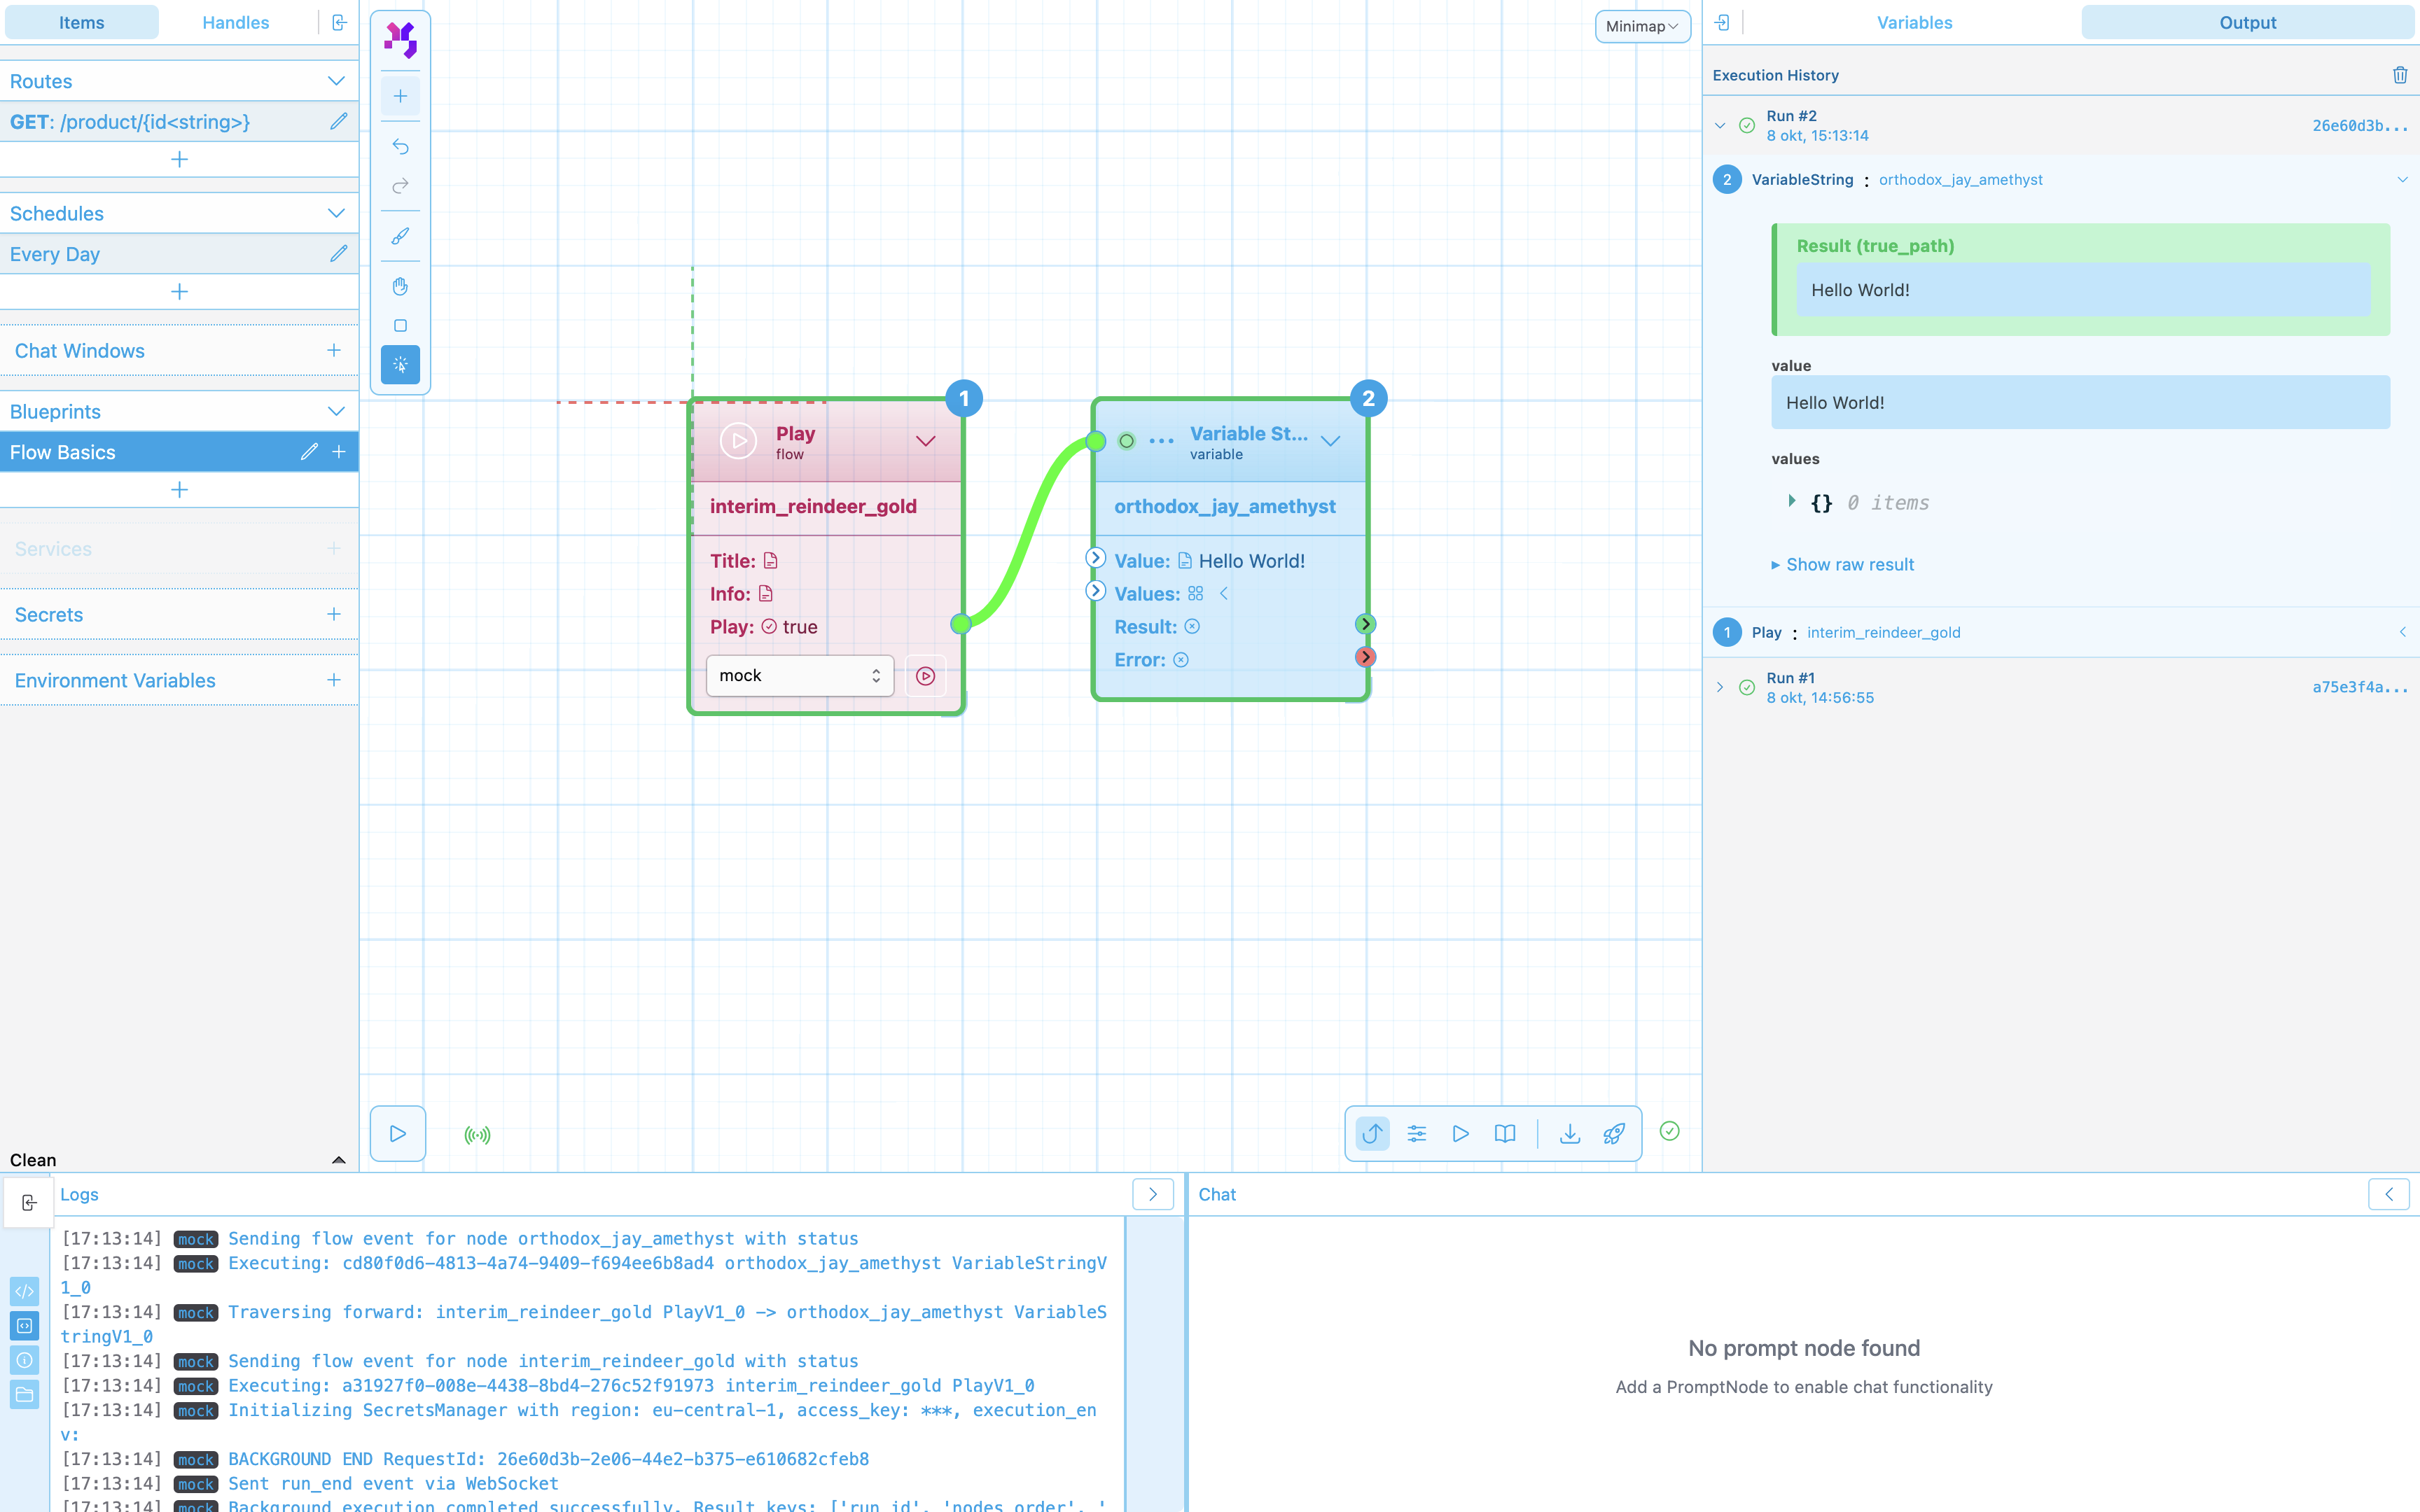 Items
Handles
Routes
GET: /product/{id<string>}
Schedules
Every Day
Chat Windows
Blueprints
Flow Basics
Services
Secrets
Environment Variables
Clean
Minimap
1
Play
flow
interim_reindeer_gold
Title:
Info:
Play: true
mock
2
Variable St...
variable
orthodox_jay_amethyst
Value: Hello World!
Values:
Result:
Error:
Variables
Output
Execution History
Run #2
8 okt, 15:13:14
26e60d3b...
2 VariableString : orthodox_jay_amethyst
Result (true_path)
Hello World!
value
Hello World!
values
{} 0 items
Show raw result
1 Play : interim_reindeer_gold
Run #1
8 okt, 14:56:55
a75e3f4a...
Logs
[17:13:14] mock Sending flow event for node orthodox_jay_amethyst with status
[17:13:14] mock Executing: cd80f0d6-4813-4a74-9409-f694ee6b8ad4 orthodox_jay_amethyst VariableStringV
1_0
[17:13:14] mock Traversing forward: interim_reindeer_gold PlayV1_0 -> orthodox_jay_amethyst VariableS
tringV1_0
[17:13:14] mock Sending flow event for node interim_reindeer_gold with status
[17:13:14] mock Executing: a31927f0-008e-4438-8bd4-276c52f91973 interim_reindeer_gold PlayV1_0
[17:13:14] mock Initializing SecretsManager with region: eu-central-1, access_key: ***, execution_en
v:
[17:13:14] mock BACKGROUND END RequestId: 26e60d3b-2e06-44e2-b375-e610682cfeb8
[17:13:14] mock Sent run_end event via WebSocket
[17:13:14] mock Background execution completed successfully. Result keys: ['run_id', 'nodes_order', '
Chat
No prompt node found
Add a PromptNode to enable chat functionality